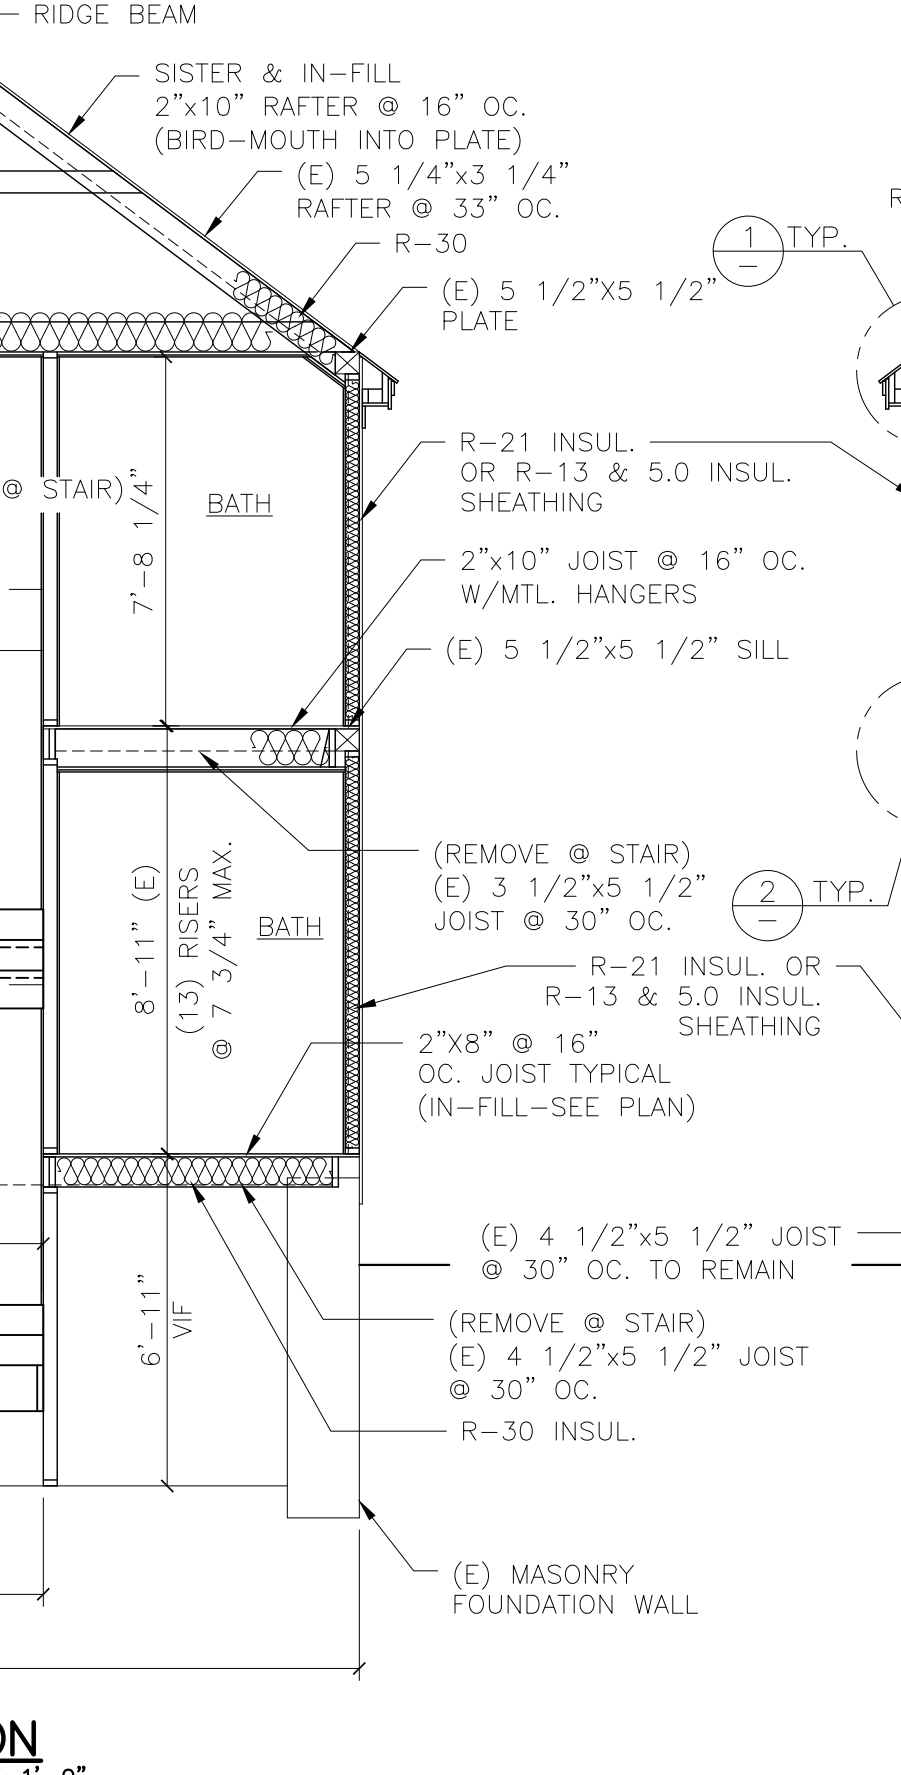 RIDGE BEAM
SISTER & IN-FILL
2"x10" RAFTER @ 16" OC.
(BIRD-MOUTH INTO PLATE)
(E) 5 1/4"x3 1/4"
RAFTER @ 33" OC.
R-30
1
TYP.
-
(E) 5 1/2"X5 1/2"
PLATE
R-21 INSUL.
OR R-13 & 5.0 INSUL.
SHEATHING
@ STAIR)
7'-8 1/4"
BATH
2"x10" JOIST @ 16" OC.
W/MTL. HANGERS
(E) 5 1/2"x5 1/2" SILL
(REMOVE @ STAIR)
(E) 3 1/2"x5 1/2"
JOIST @ 30" OC.
2
TYP.
-
8'-11" (E)
(13) RISERS
@ 7 3/4" MAX.
BATH
R-21 INSUL. OR
R-13 & 5.0 INSUL.
SHEATHING
2"X8" @ 16"
OC. JOIST TYPICAL
(IN-FILL-SEE PLAN)
(E) 4 1/2"x5 1/2" JOIST
@ 30" OC. TO REMAIN
6'-11"
VIF
(REMOVE @ STAIR)
(E) 4 1/2"x5 1/2" JOIST
@ 30" OC.
R-30 INSUL.
(E) MASONRY
FOUNDATION WALL
ON